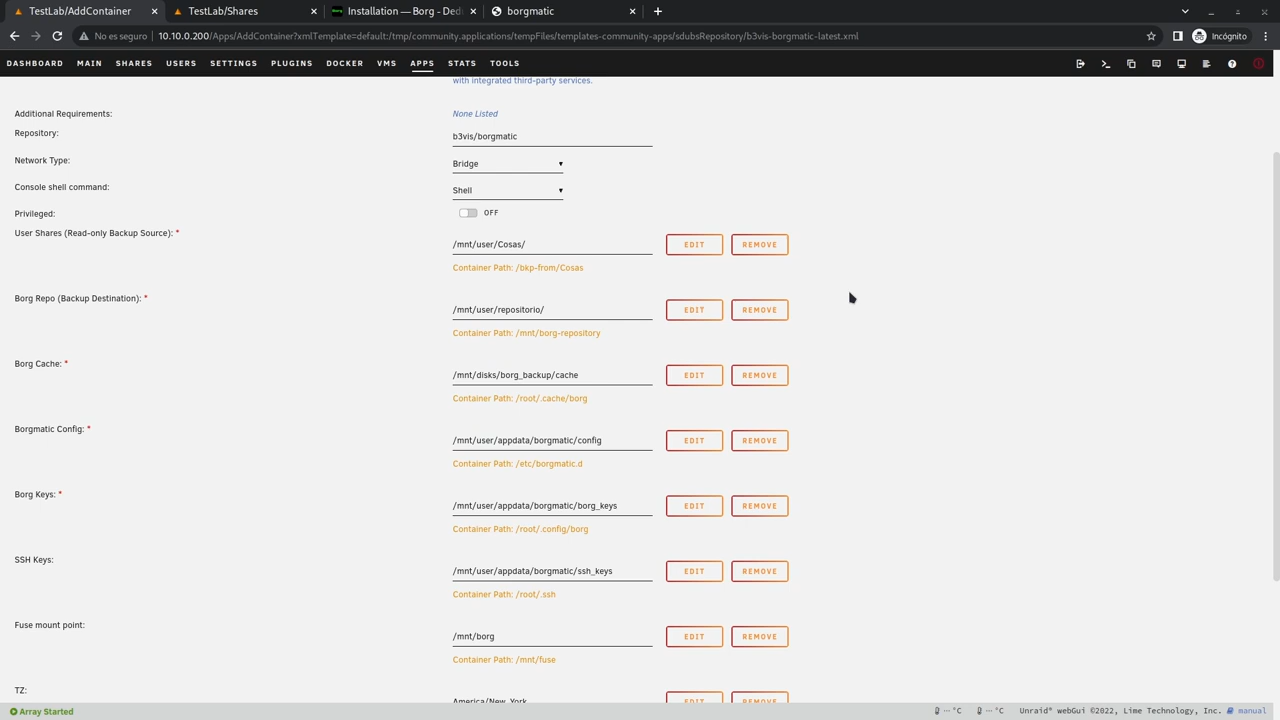 TestLab/AddContainer
TestLab/Shares
Borg
Installation — Borg - Ded
borgmatic
No es seguro 10.10.0.200/Apps/AddContainer?xmlTemplate=default:/tmp/community.applications/tempFiles/templates-community-apps/sdubsRepository/b3vis-borgmatic-latest.xml
Incógnito
DASHBOARD MAIN SHARES USERS SETTINGS PLUGINS DOCKER VMS APPS STATS TOOLS
with integrated third-party services.
Additional Requirements: None Listed
Repository: b3vis/borgmatic
Network Type: Bridge
Console shell command: Shell
Privileged: OFF
User Shares (Read-only Backup Source): * /mnt/user/Cosas/ EDIT REMOVE
Container Path: /bkp-from/Cosas
Borg Repo (Backup Destination): * /mnt/user/repositorio/ EDIT REMOVE
Container Path: /mnt/borg-repository
Borg Cache: * /mnt/disks/borg_backup/cache EDIT REMOVE
Container Path: /root/.cache/borg
Borgmatic Config: * /mnt/user/appdata/borgmatic/config EDIT REMOVE
Container Path: /etc/borgmatic.d
Borg Keys: * /mnt/user/appdata/borgmatic/borg_keys EDIT REMOVE
Container Path: /root/.config/borg
SSH Keys: /mnt/user/appdata/borgmatic/ssh_keys EDIT REMOVE
Container Path: /root/.ssh
Fuse mount point: /mnt/borg EDIT REMOVE
Container Path: /mnt/fuse
TZ: America/New_York EDIT REMOVE
Array Started
··· °C ··· °C Unraid® webGui ©2022, Lime Technology, Inc. manual